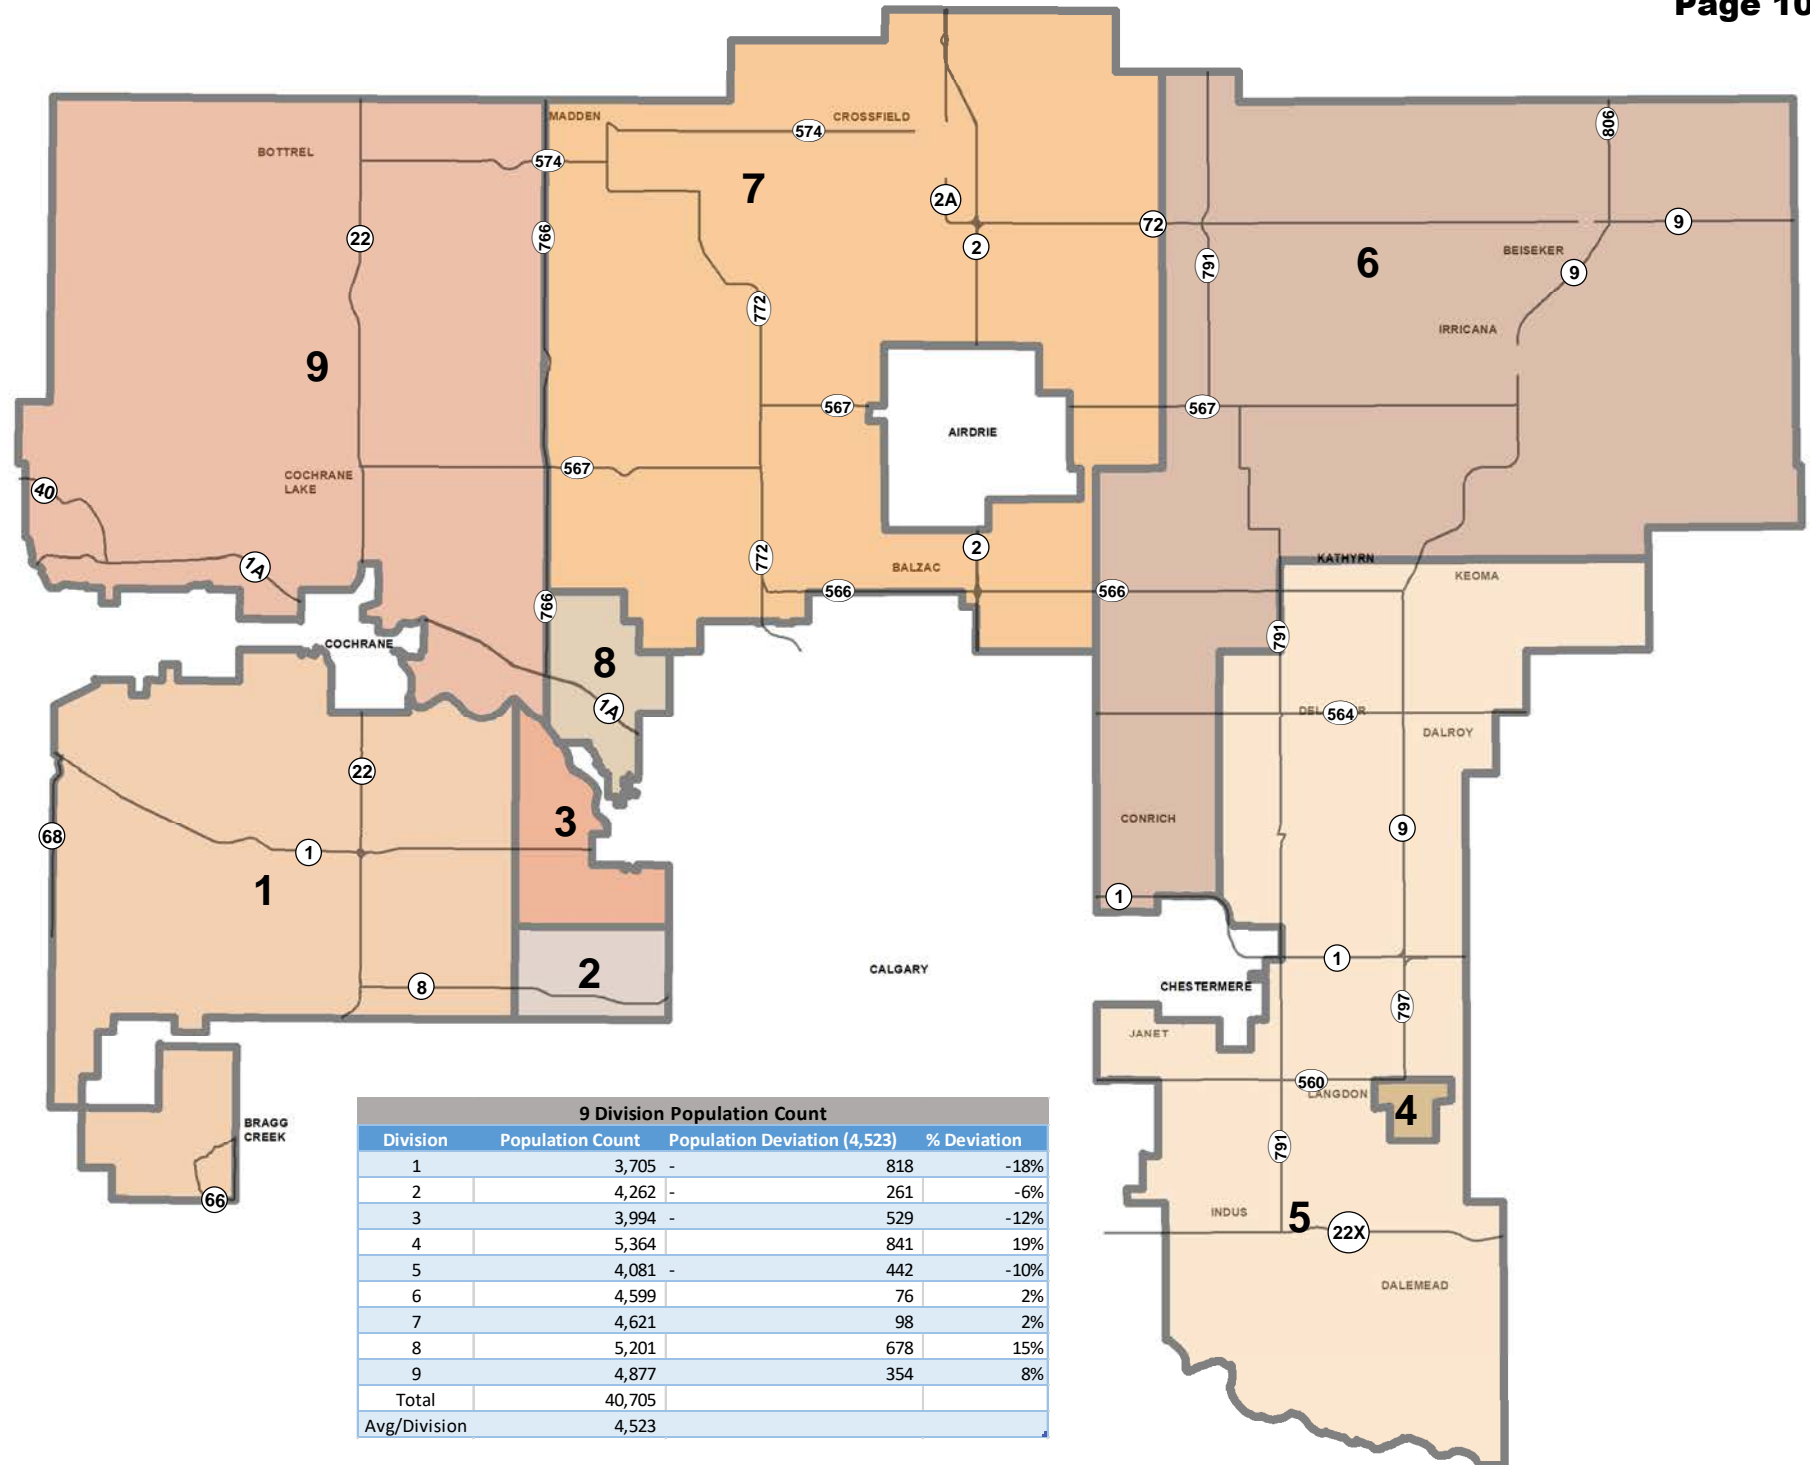 Page 10
MADDEN
CROSSFIELD
BOTTREL
574
574
7
2A
22
766
2
72
791
6
806
9
BEISEKER
9
772
IRRICANA
9
567
567
AIRDRIE
567
COCHRANE
LAKE
40
1A
2
772
BALZAC
566
566
766
KATHYRN
KEOMA
791
COCHRANE
8
1A
564
DALROY
22
3
68
1
1
CONRICH
9
1
2
8
CALGARY
1
CHESTERMERE
797
JANET
560
LANGDON
4
BRAGG
CREEK
66
791
INDUS
5
22X
DALEMEAD
9 Division Population Count
Division Population Count Population Deviation (4,523) % Deviation
1 3,705 - 818 -18%
2 4,262 - 261 -6%
3 3,994 - 529 -12%
4 5,364 841 19%
5 4,081 - 442 -10%
6 4,599 76 2%
7 4,621 98 2%
8 5,201 678 15%
9 4,877 354 8%
Total 40,705
Avg/Division 4,523